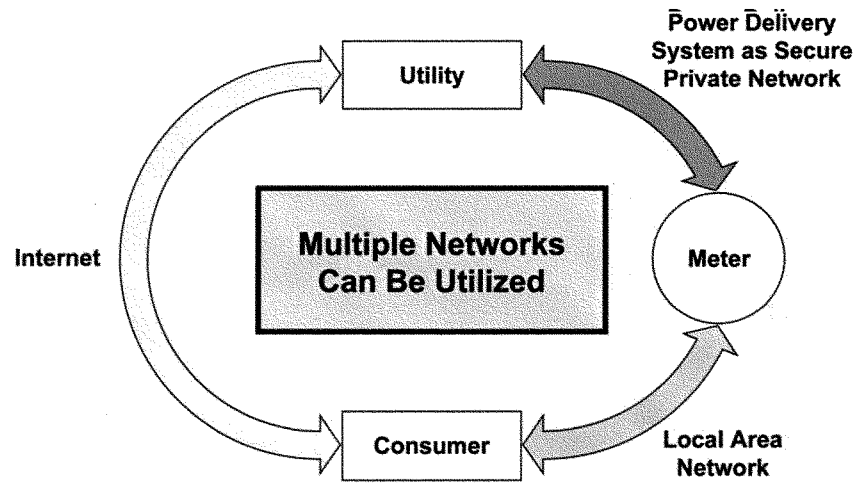 Power Delivery
System as Secure
Private Network
Utility
Internet
Multiple Networks
Can Be Utilized
Meter
Consumer
Local Area
Network